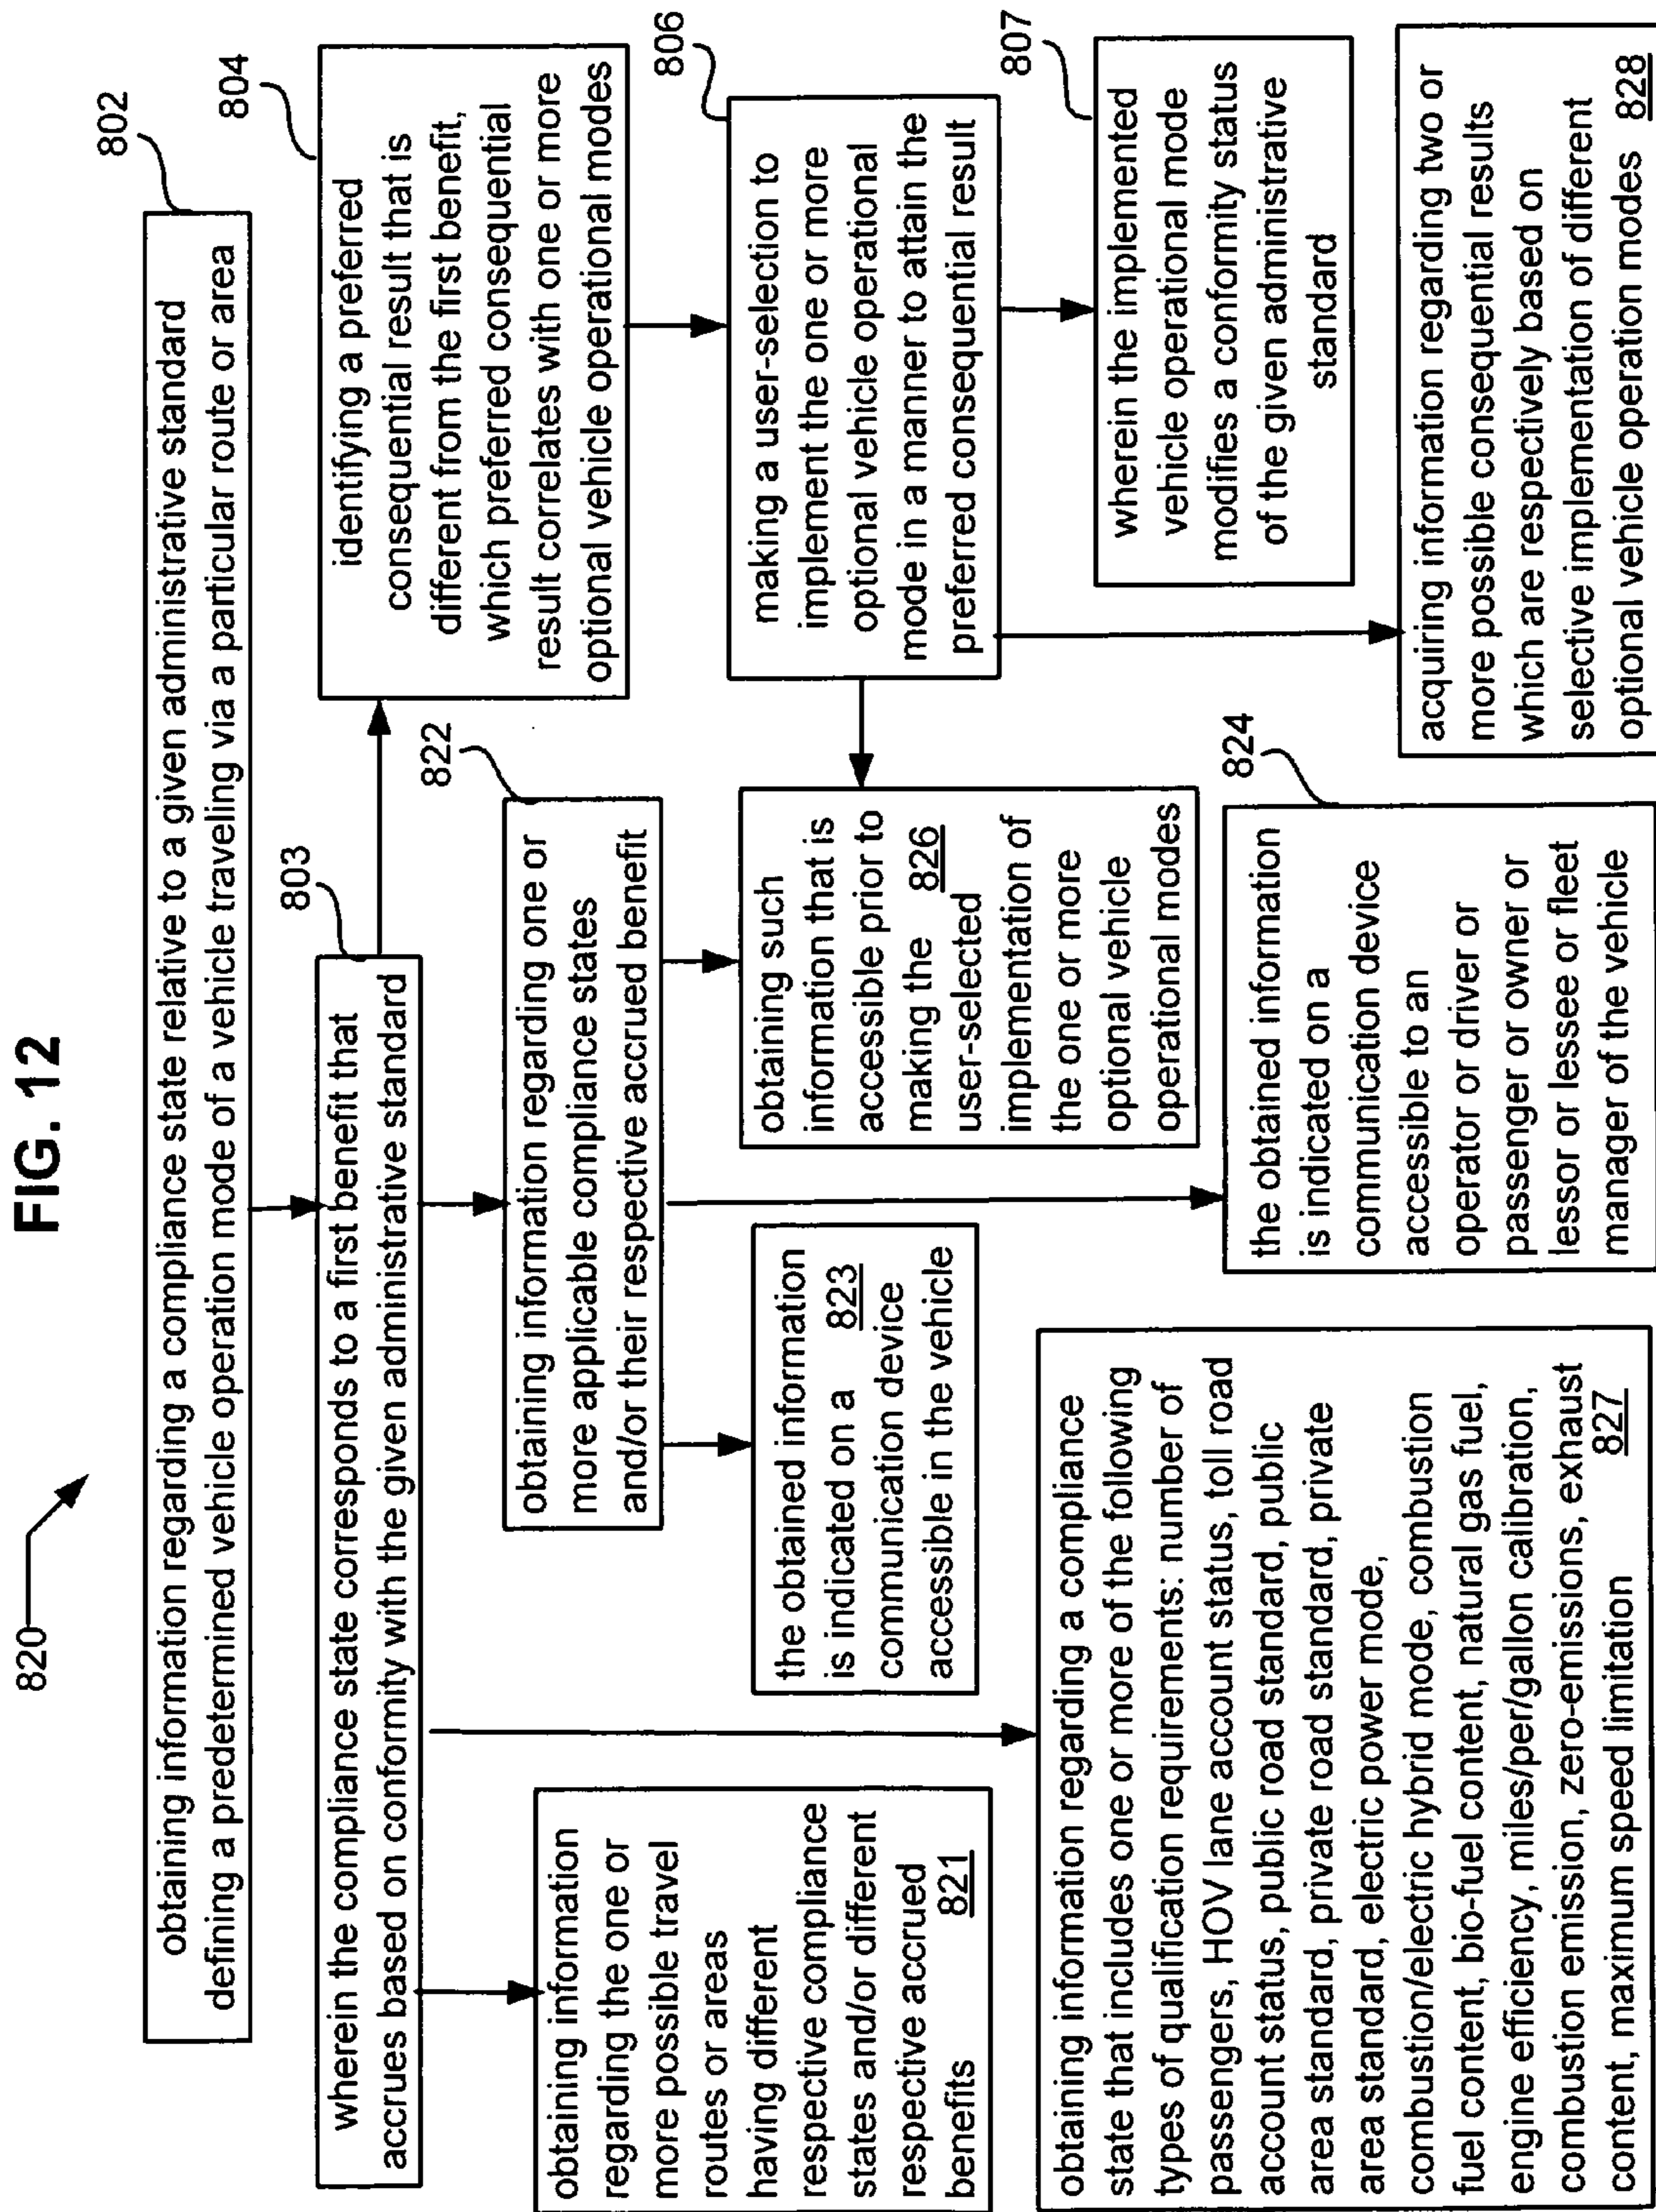 FIG. 12
820
802
obtaining information regarding a compliance state relative to a given administrative standard
defining a predetermined vehicle operation mode of a vehicle traveling via a particular route or area
803
wherein the compliance state corresponds to a first benefit that
accrues based on conformity with the given administrative standard
804
identifying a preferred
consequential result that is
different from the first benefit,
which preferred consequential
result correlates with one or more
optional vehicle operational modes
822
obtaining information regarding one or
more applicable compliance states
and/or their respective accrued benefit
806
making a user-selection to
implement the one or more
optional vehicle operational
mode in a manner to attain the
preferred consequential result
821
obtaining information
regarding the one or
more possible travel
routes or areas
having different
respective compliance
states and/or different
respective accrued
benefits
the obtained information
is indicated on a 823
communication device
accessible in the vehicle
obtaining such
information that is
accessible prior to
making the 826
user-selected
implementation of
the one or more
optional vehicle
operational modes
807
wherein the implemented
vehicle operational mode
modifies a conformity status
of the given administrative
standard
obtaining information regarding a compliance
state that includes one or more of the following
types of qualification requirements: number of
passengers, HOV lane account status, toll road
account status, public road standard, public
area standard, private road standard, private
area standard, electric power mode,
combustion/electric hybrid mode, combustion
fuel content, bio-fuel content, natural gas fuel,
engine efficiency, miles/per/gallon calibration,
combustion emission, zero-emissions, exhaust
content, maximum speed limitation 827
824
the obtained information
is indicated on a
communication device
accessible to an
operator or driver or
passenger or owner or
lessor or lessee or fleet
manager of the vehicle
acquiring information regarding two or
more possible consequential results
which are respectively based on
selective implementation of different
optional vehicle operation modes 828